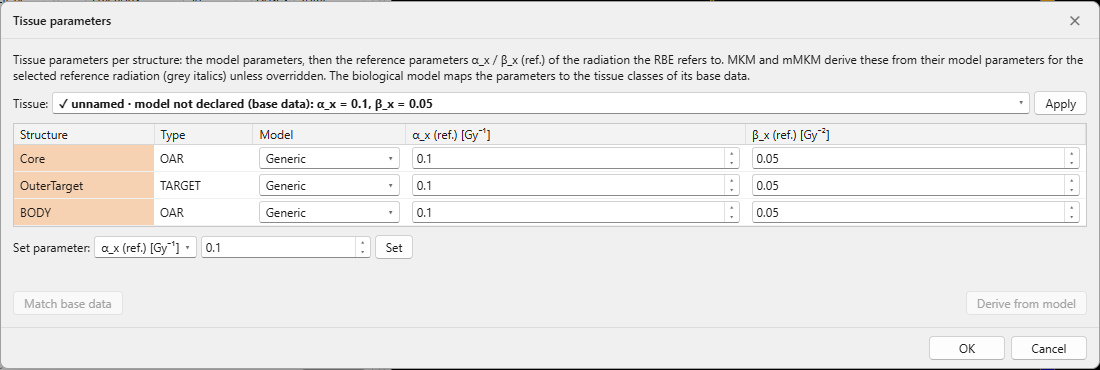 Tissue parameters
Tissue parameters per structure: the model parameters, then the reference parameters α_x / β_x (ref.) of the radiation the RBE refers to. MKM and mMKM derive these from their model parameters for the
selected reference radiation (grey italics) unless overridden. The biological model maps the parameters to the tissue classes of its base data.
Tissue: ✓ unnamed · model not declared (base data): α_x = 0.1, β_x = 0.05 Apply
Structure Type Model α_x (ref.) [Gy⁻¹] β_x (ref.) [Gy⁻²]
Core OAR Generic 0.1 0.05
OuterTarget TARGET Generic 0.1 0.05
BODY OAR Generic 0.1 0.05
Set parameter: α_x (ref.) [Gy⁻¹] 0.1 Set
Match base data Derive from model
OK Cancel